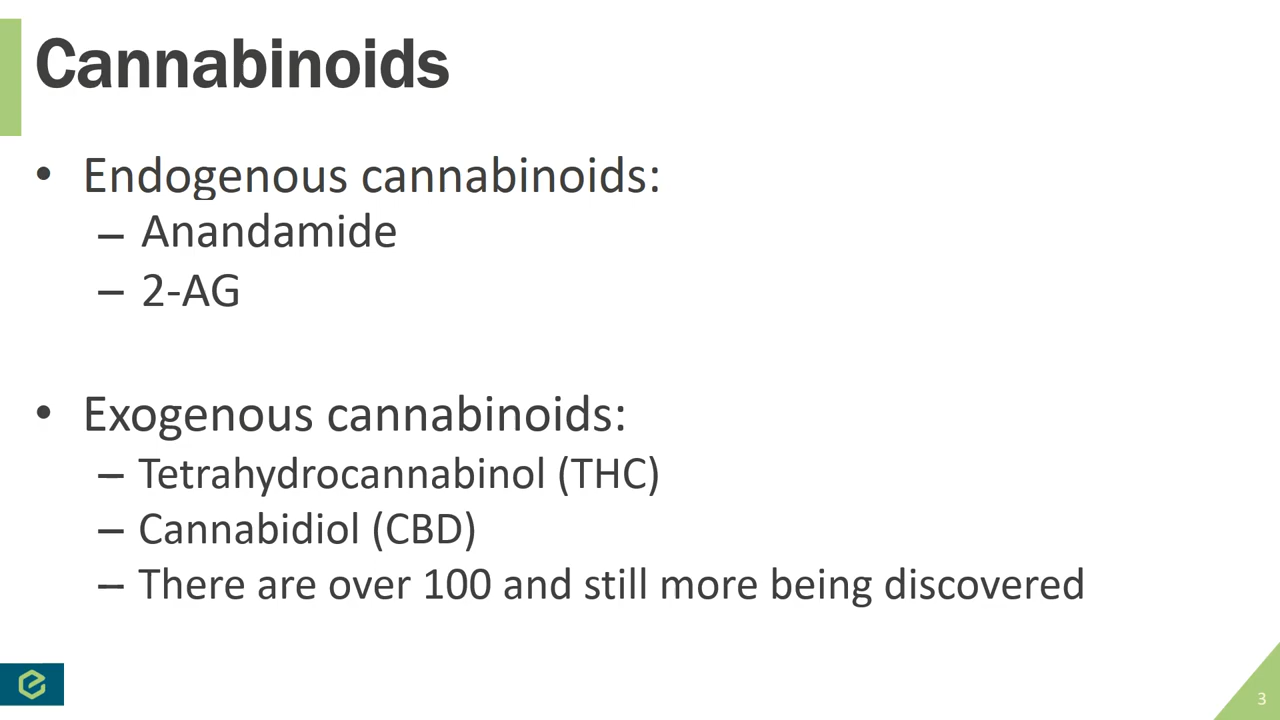 Cannabinoids
• Endogenous cannabinoids:
– Anandamide
– 2-AG
• Exogenous cannabinoids:
– Tetrahydrocannabinol (THC)
– Cannabidiol (CBD)
– There are over 100 and still more being discovered
3